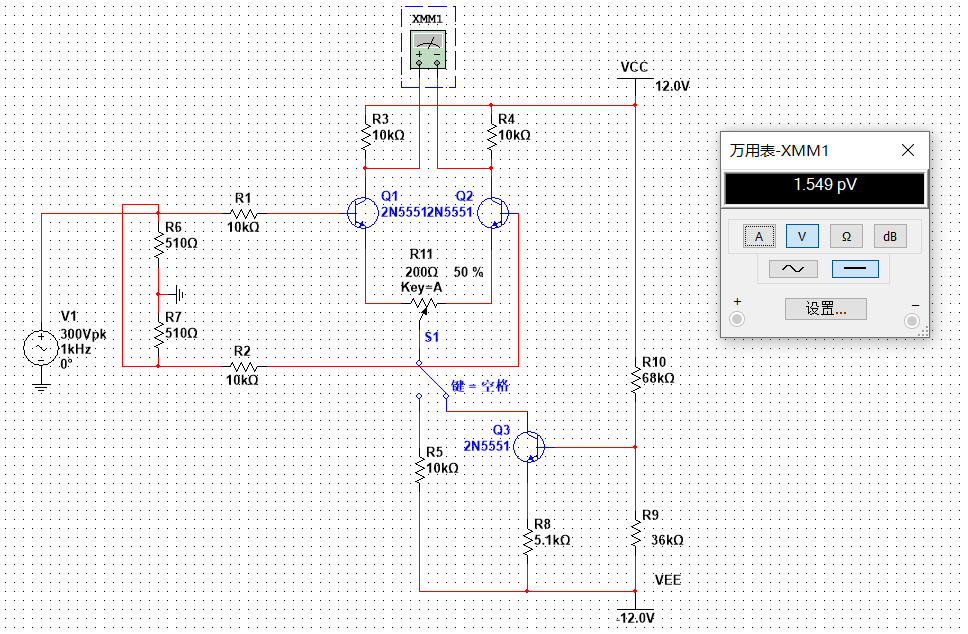 XMM1
VCC
12.0V
R3
10kΩ
R4
10kΩ
万用表-XMM1
1.549 pV
A
V
Ω
dB
设置...
+
−
Q1
2N5551
Q2
2N5551
R1
10kΩ
R6
510Ω
R11
200Ω
50 %
Key=A
V1
300Vpk
1kHz
0°
R7
510Ω
S1
R2
10kΩ
键 = 空格
R10
68kΩ
Q3
2N5551
R5
10kΩ
R8
5.1kΩ
R9
36kΩ
VEE
-12.0V